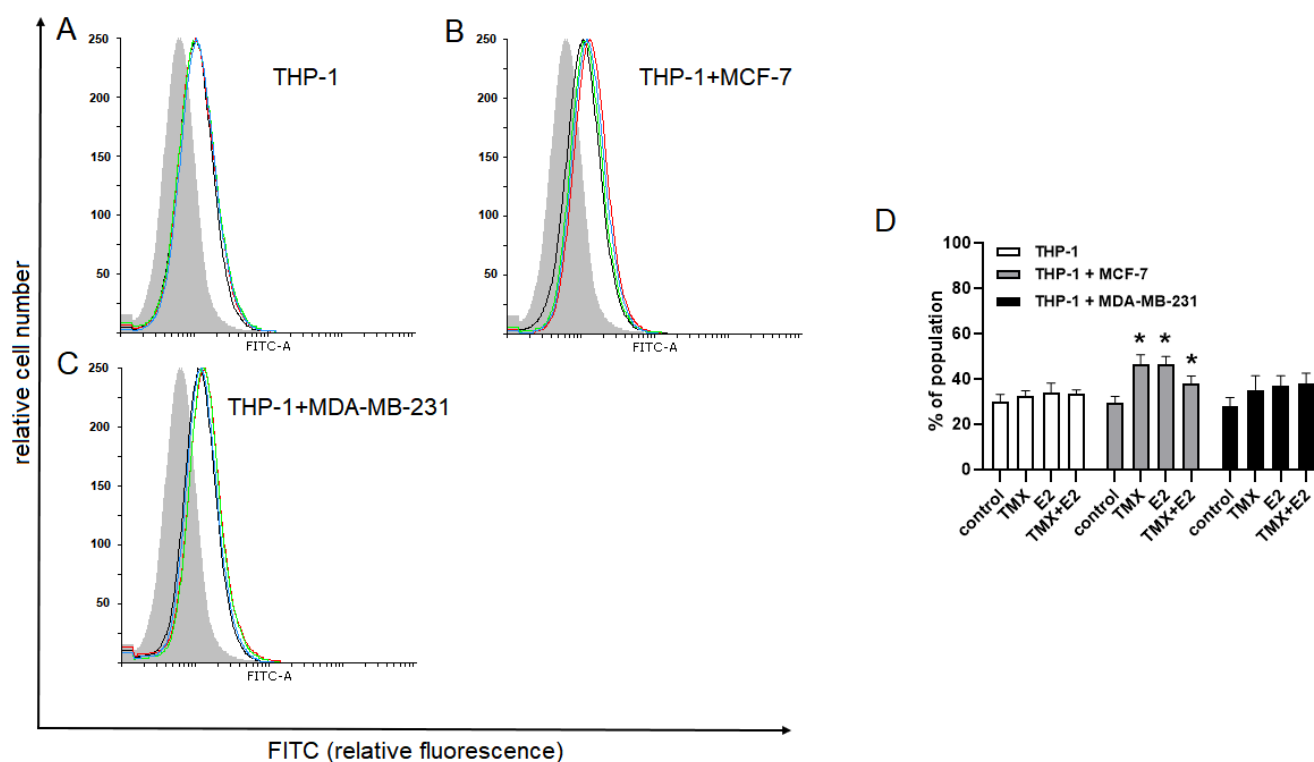 A
THP-1
250
200
150
100
50
FITC-A
B
THP-1+MCF-7
250
200
150
100
50
FITC-A
C
THP-1+MDA-MB-231
250
200
150
100
50
FITC-A
relative cell number
FITC (relative fluorescence)
D
THP-1
THP-1 + MCF-7
THP-1 + MDA-MB-231
% of population
100
80
60
40
20
0
* * *
control TMX E2 TMX+E2 control TMX E2 TMX+E2 control TMX E2 TMX+E2